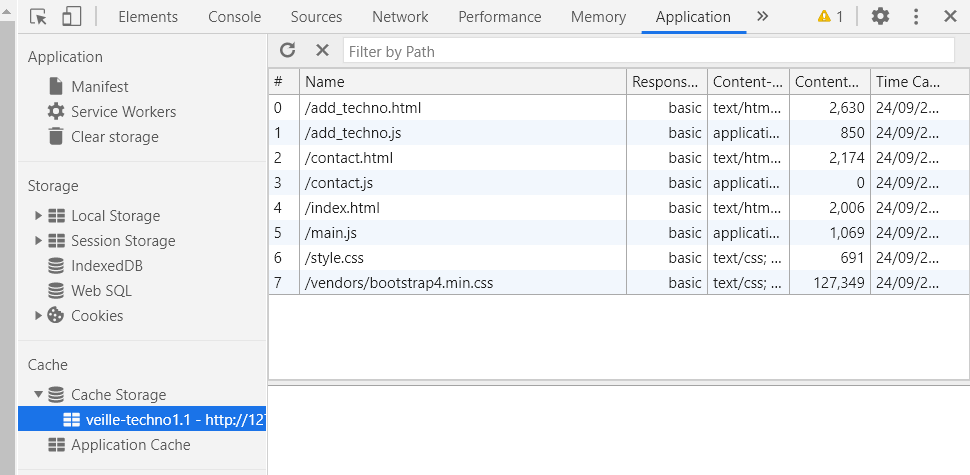 Elements Console Sources Network Performance Memory Application » 1
Application
Manifest
Service Workers
Clear storage
Storage
Local Storage
Session Storage
IndexedDB
Web SQL
Cookies
Cache
Cache Storage
veille-techno1.1 - http://12
Application Cache
Filter by Path
# Name Respons... Content-... Content... Time Ca...
0 /add_techno.html basic text/htm... 2,630 24/09/2...
1 /add_techno.js basic applicati... 850 24/09/2...
2 /contact.html basic text/htm... 2,174 24/09/2...
3 /contact.js basic applicati... 0 24/09/2...
4 /index.html basic text/htm... 2,006 24/09/2...
5 /main.js basic applicati... 1,069 24/09/2...
6 /style.css basic text/css; ... 691 24/09/2...
7 /vendors/bootstrap4.min.css basic text/css; ... 127,349 24/09/2...